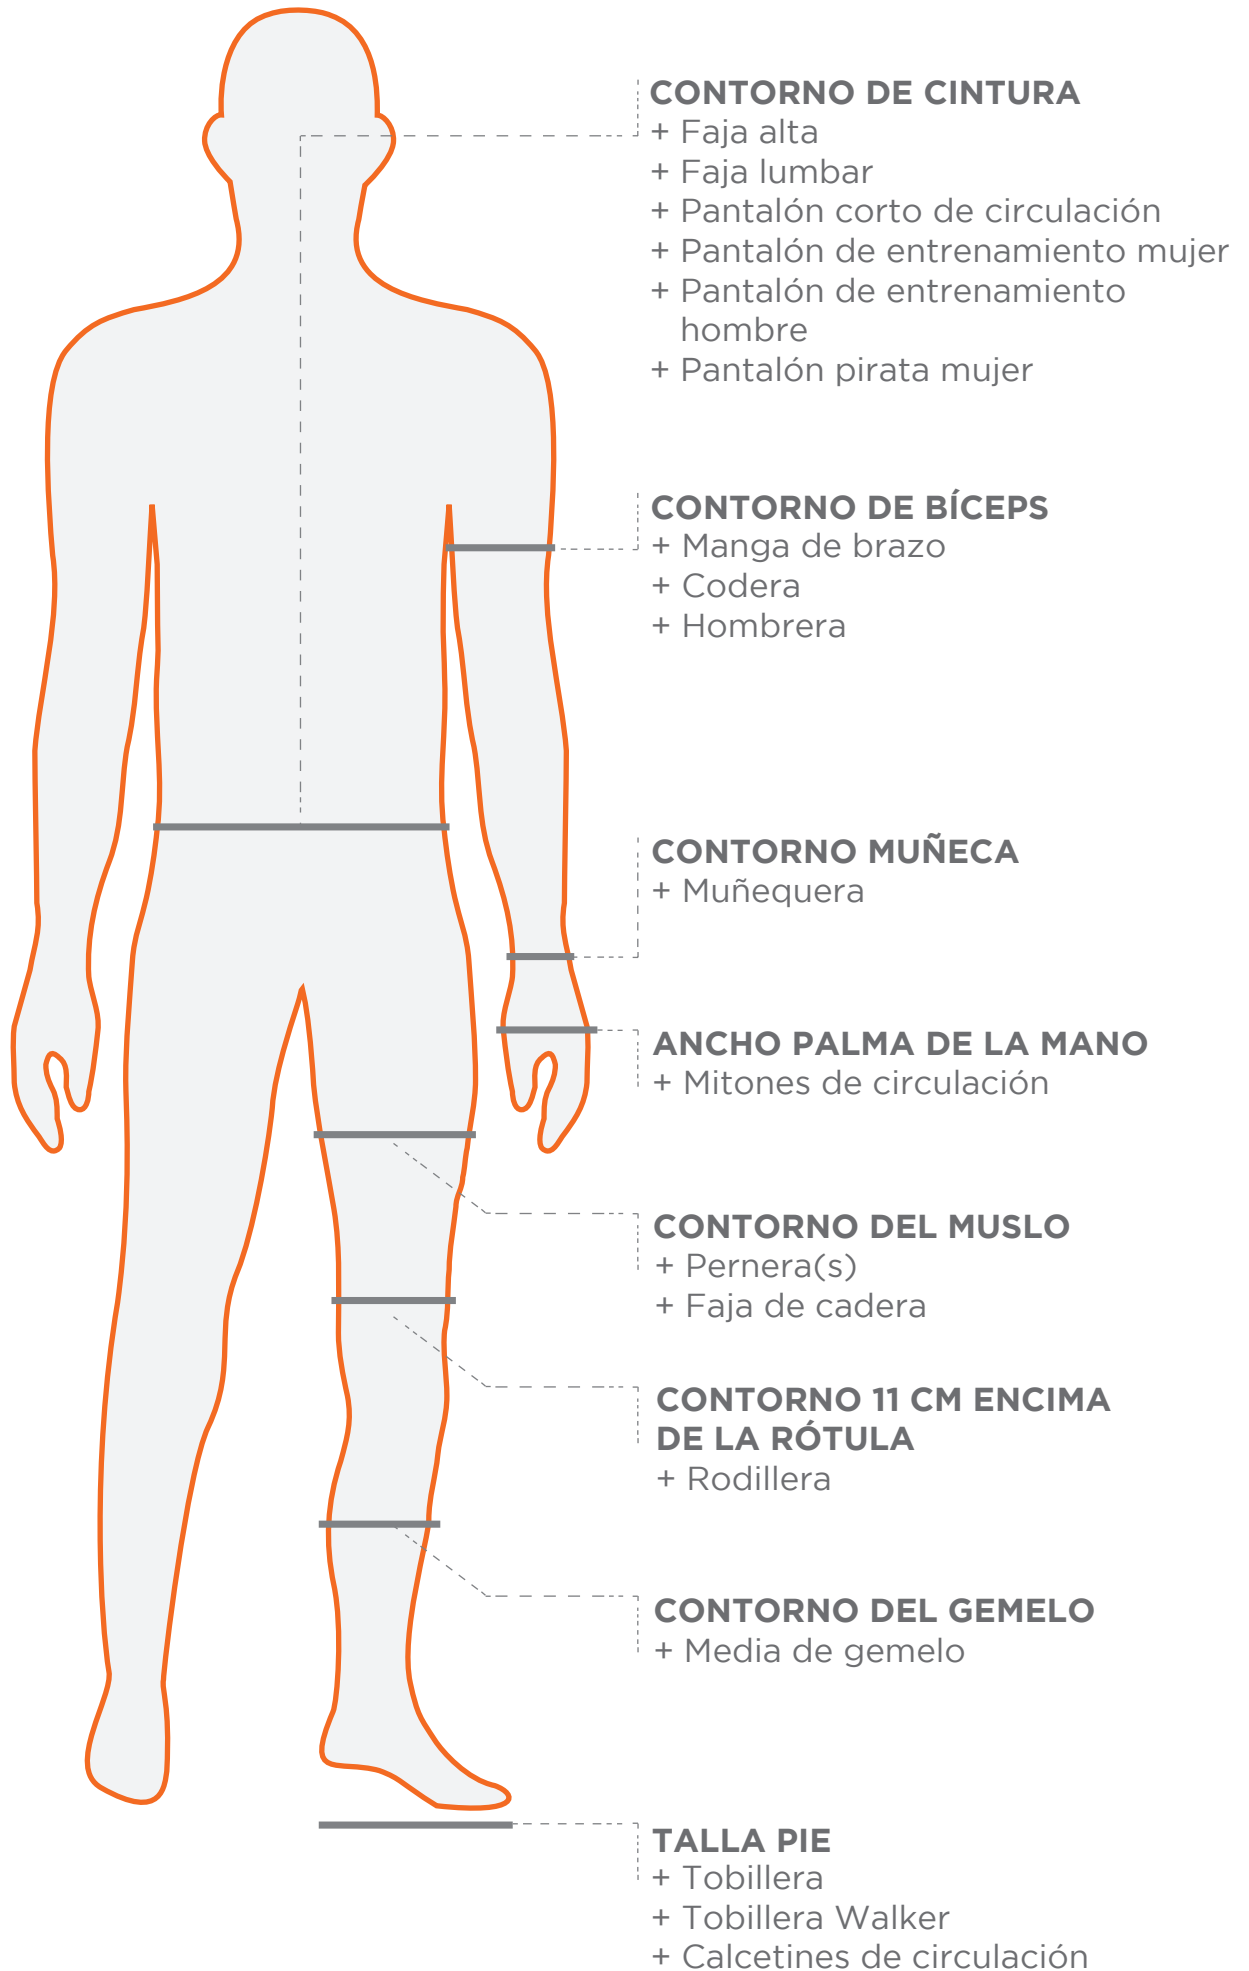 CONTORNO DE CINTURA
+ Faja alta
+ Faja lumbar
+ Pantalón corto de circulación
+ Pantalón de entrenamiento mujer
+ Pantalón de entrenamiento
hombre
+ Pantalón pirata mujer
CONTORNO DE BÍCEPS
+ Manga de brazo
+ Codera
+ Hombrera
CONTORNO MUÑECA
+ Muñequera
ANCHO PALMA DE LA MANO
+ Mitones de circulación
CONTORNO DEL MUSLO
+ Pernera(s)
+ Faja de cadera
CONTORNO 11 CM ENCIMA
DE LA RÓTULA
+ Rodillera
CONTORNO DEL GEMELO
+ Media de gemelo
TALLA PIE
+ Tobillera
+ Tobillera Walker
+ Calcetines de circulación